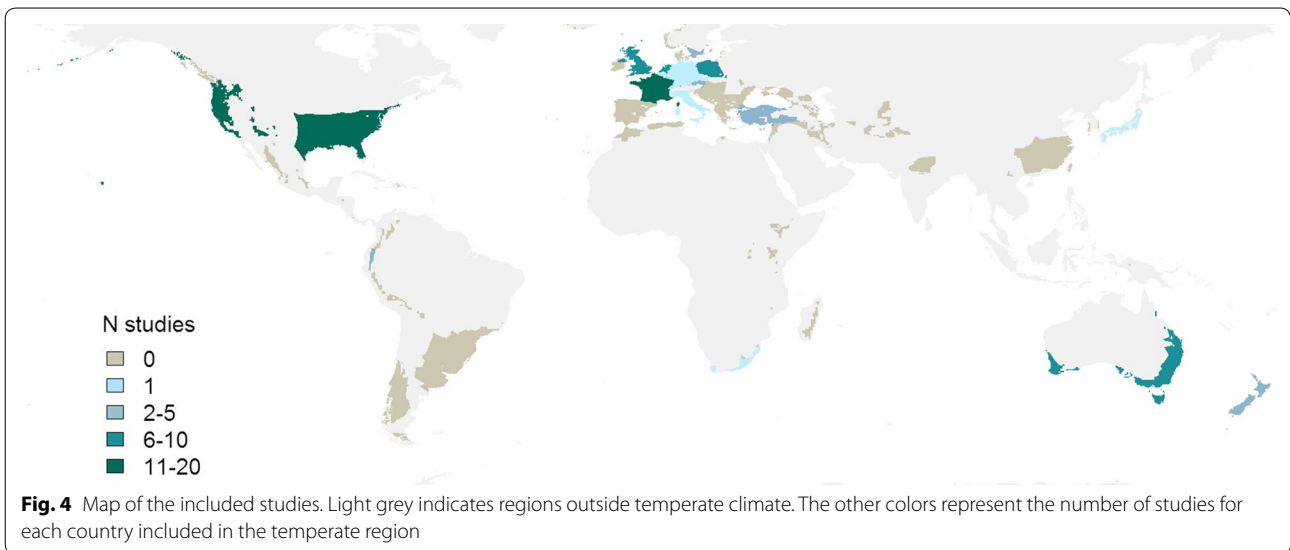 N studies
0
1
2-5
6-10
11-20
Fig. 4 Map of the included studies. Light grey indicates regions outside temperate climate. The other colors represent the number of studies for
each country included in the temperate region